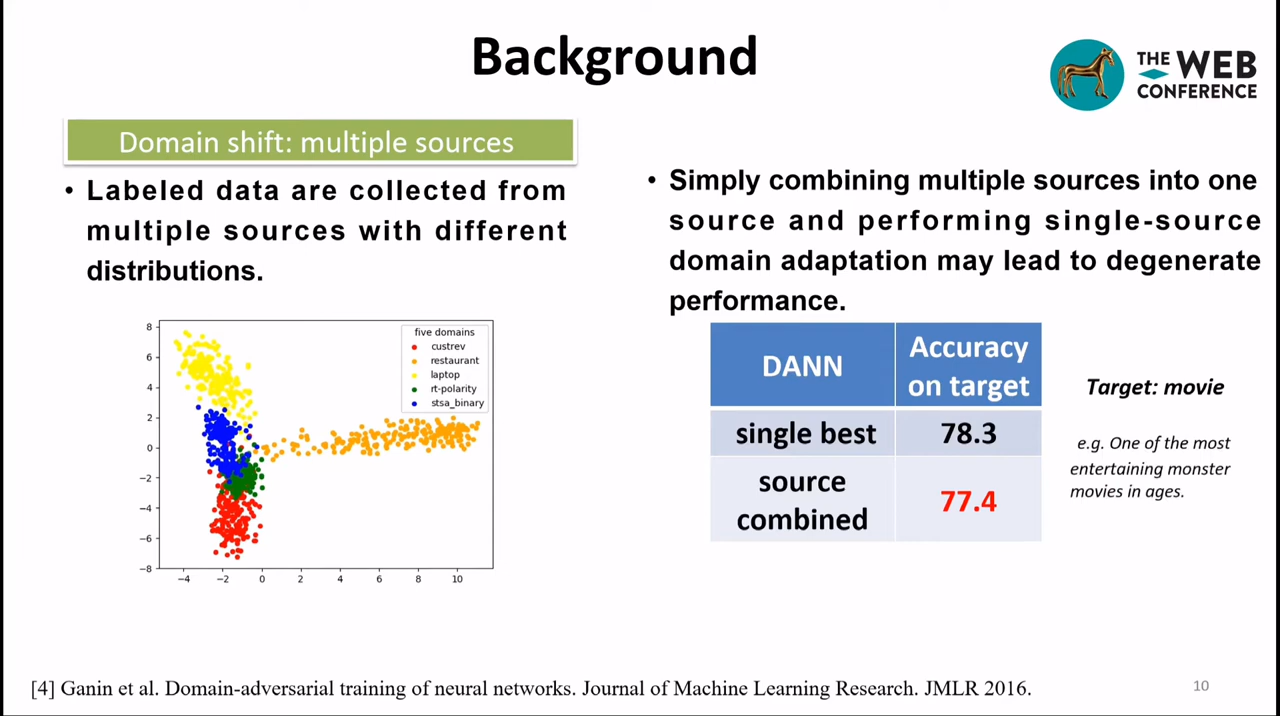 Background
THE WEB
CONFERENCE
Domain shift: multiple sources
• Labeled data are collected from
multiple sources with different
distributions.
8
6
4
2
0
−2
−4
−6
−8
−4
−2
0
2
4
6
8
10
five domains
custrev
restaurant
laptop
rt-polarity
stsa_binary
• Simply combining multiple sources into one
source and performing single-source
domain adaptation may lead to degenerate
performance.
DANN
Accuracy
on target
single best
78.3
source
combined
77.4
Target: movie
e.g. One of the most
entertaining monster
movies in ages.
[4] Ganin et al. Domain-adversarial training of neural networks. Journal of Machine Learning Research. JMLR 2016.
10